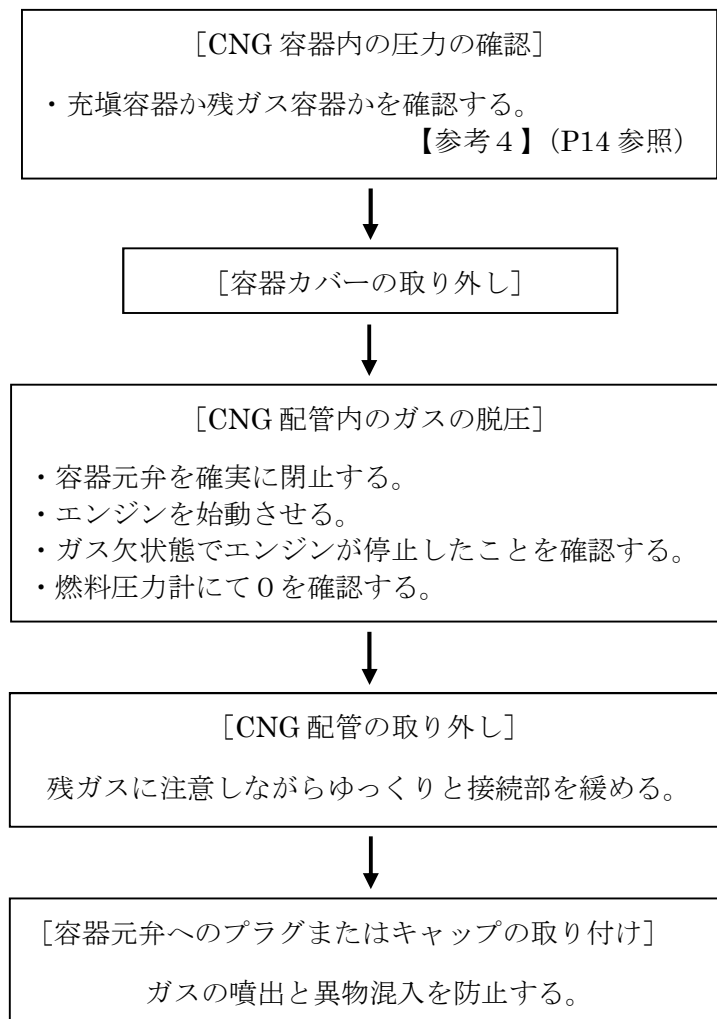 ［CNG 容器内の圧力の確認］
・充塡容器か残ガス容器かを確認する。
【参考４】（P14 参照）
［容器カバーの取り外し］
［CNG 配管内のガスの脱圧］
・容器元弁を確実に閉止する。
・エンジンを始動させる。
・ガス欠状態でエンジンが停止したことを確認する。
・燃料圧力計にて０を確認する。
［CNG 配管の取り外し］
残ガスに注意しながらゆっくりと接続部を緩める。
［容器元弁へのプラグまたはキャップの取り付け］
ガスの噴出と異物混入を防止する。